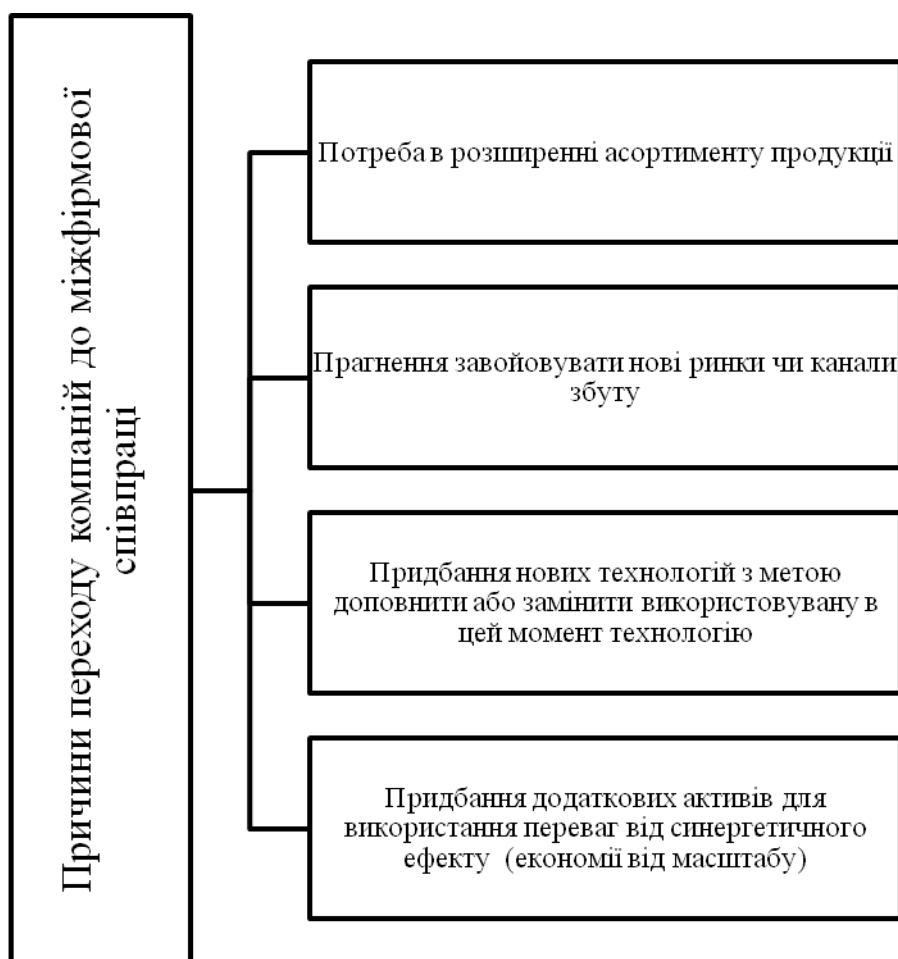 Причини переходу компаній до міжфірмової
співпраці
Потреба в розширенні асортименту продукції
Прагнення завойовувати нові ринки чи канали
збуту
Придбання нових технологій з метою
доповнити або замінити використовувану в
цей момент технологію
Придбання додаткових активів для
використання переваг від синергетичного
ефекту (економії від масштабу)